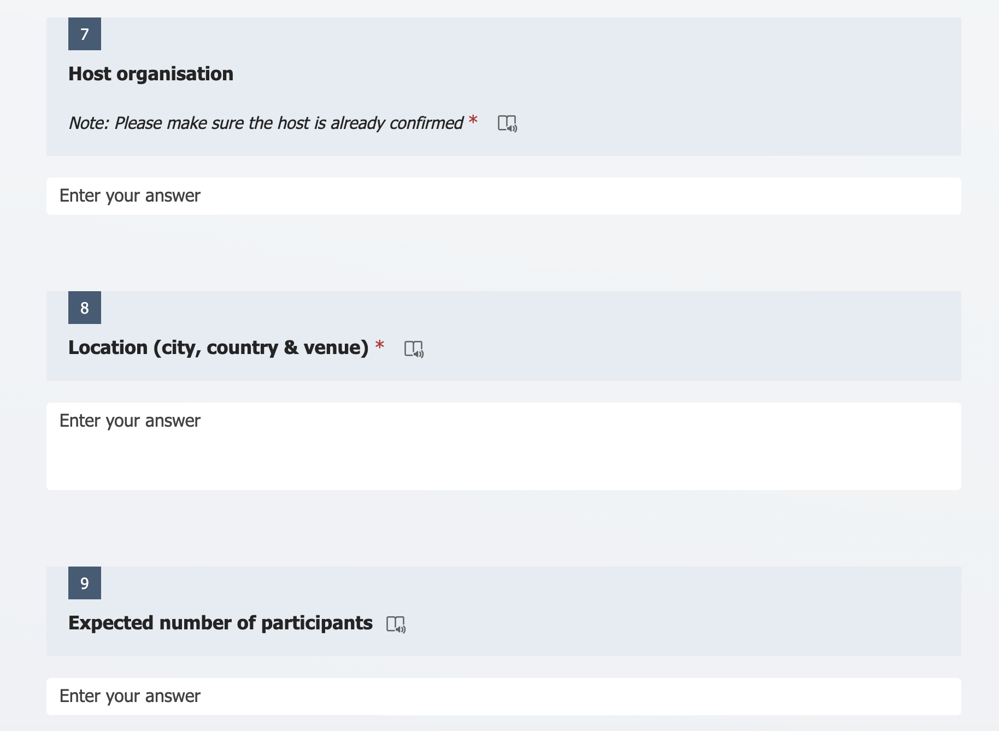 7
Host organisation
Note: Please make sure the host is already confirmed *
Enter your answer
8
Location (city, country & venue) *
Enter your answer
9
Expected number of participants
Enter your answer